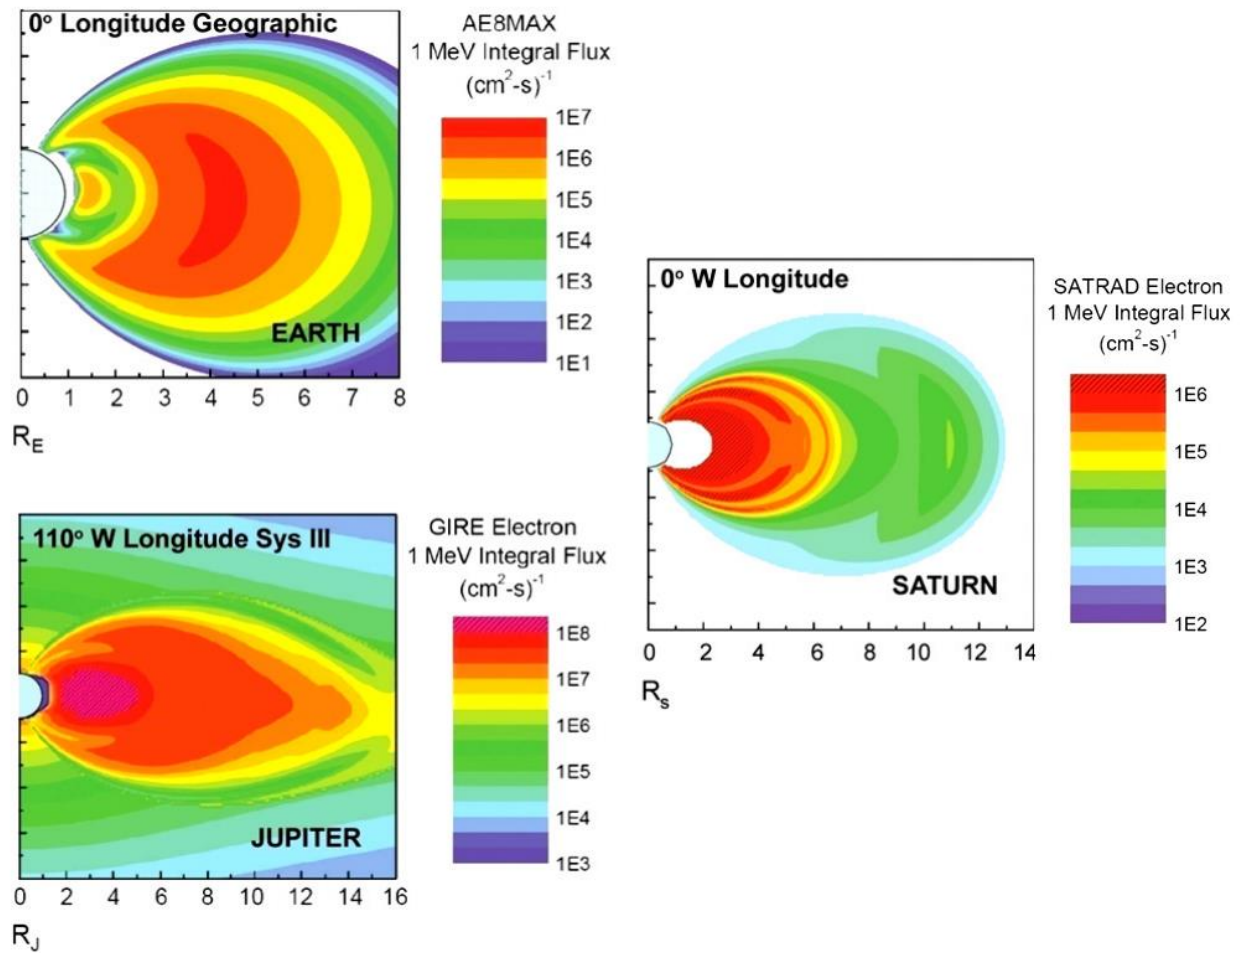 0° Longitude Geographic
EARTH
0 1 2 3 4 5 6 7 8
R_E
AE8MAX
1 MeV Integral Flux
(cm²-s)⁻¹
1E7
1E6
1E5
1E4
1E3
1E2
1E1
0° W Longitude
SATURN
0 2 4 6 8 10 12 14
R_s
SATRAD Electron
1 MeV Integral Flux
(cm²-s)⁻¹
1E6
1E5
1E4
1E3
1E2
110° W Longitude Sys III
JUPITER
0 2 4 6 8 10 12 14 16
R_J
GIRE Electron
1 MeV Integral Flux
(cm²-s)⁻¹
1E8
1E7
1E6
1E5
1E4
1E3